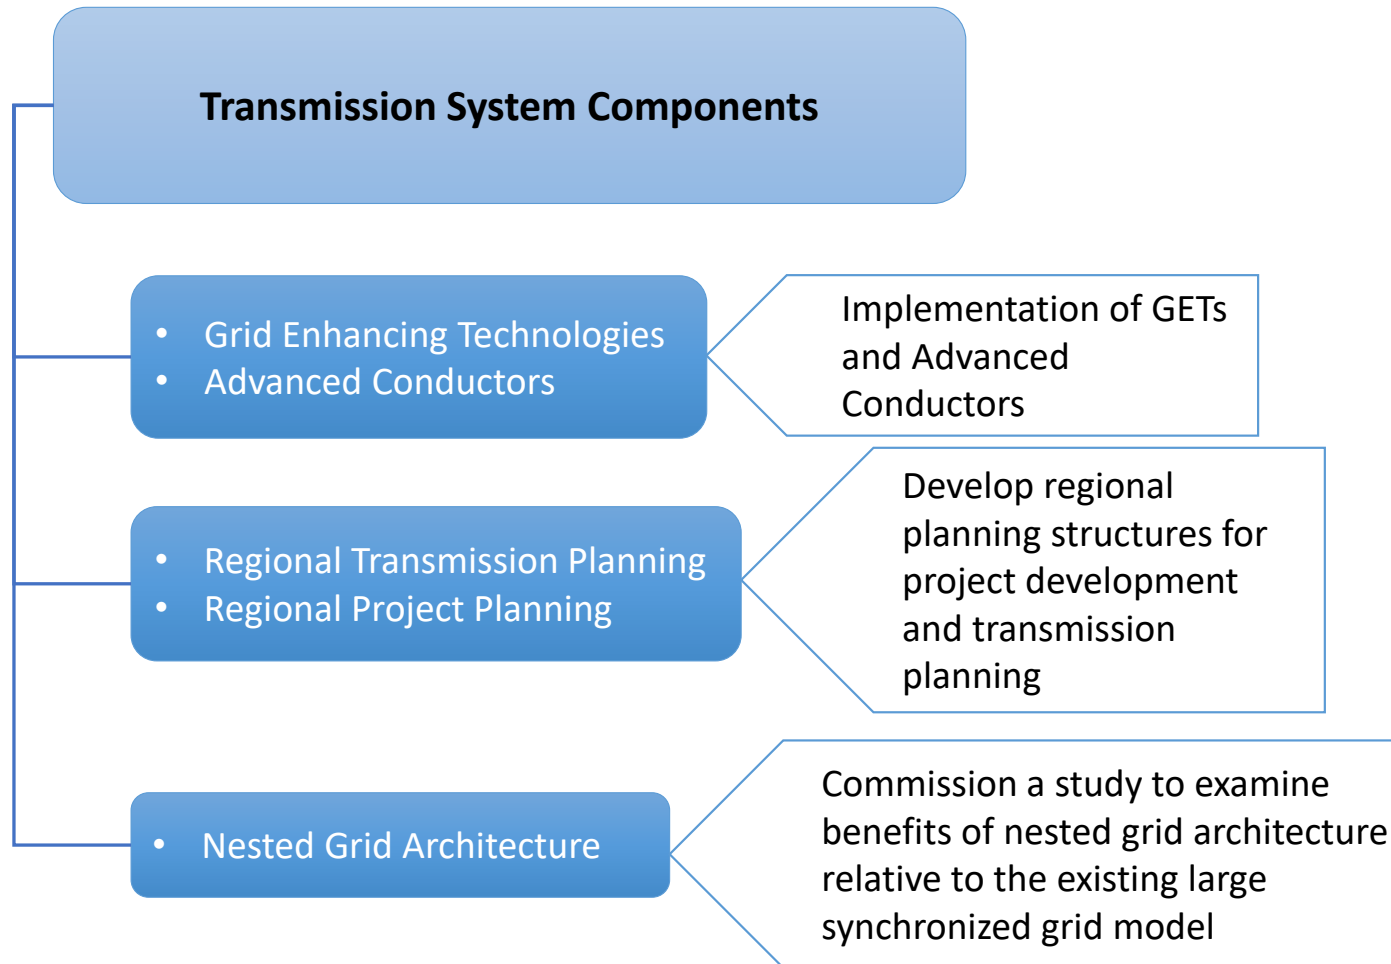 Transmission System Components
• Grid Enhancing Technologies
• Advanced Conductors
Implementation of GETs
and Advanced
Conductors
• Regional Transmission Planning
• Regional Project Planning
Develop regional
planning structures for
project development
and transmission
planning
• Nested Grid Architecture
Commission a study to examine
benefits of nested grid architecture
relative to the existing large
synchronized grid model